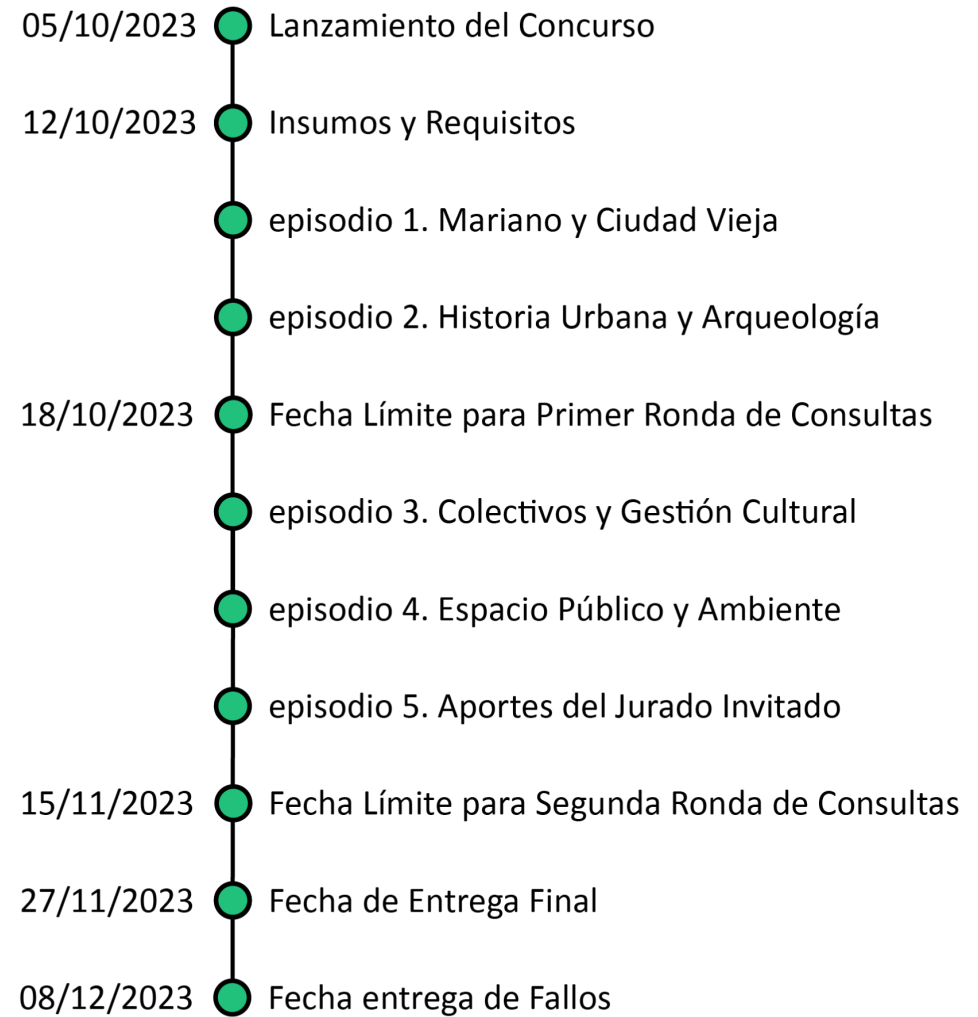 05/10/2023 Lanzamiento del Concurso
12/10/2023 Insumos y Requisitos
episodio 1. Mariano y Ciudad Vieja
episodio 2. Historia Urbana y Arqueología
18/10/2023 Fecha Límite para Primer Ronda de Consultas
episodio 3. Colectivos y Gestión Cultural
episodio 4. Espacio Público y Ambiente
episodio 5. Aportes del Jurado Invitado
15/11/2023 Fecha Límite para Segunda Ronda de Consultas
27/11/2023 Fecha de Entrega Final
08/12/2023 Fecha entrega de Fallos